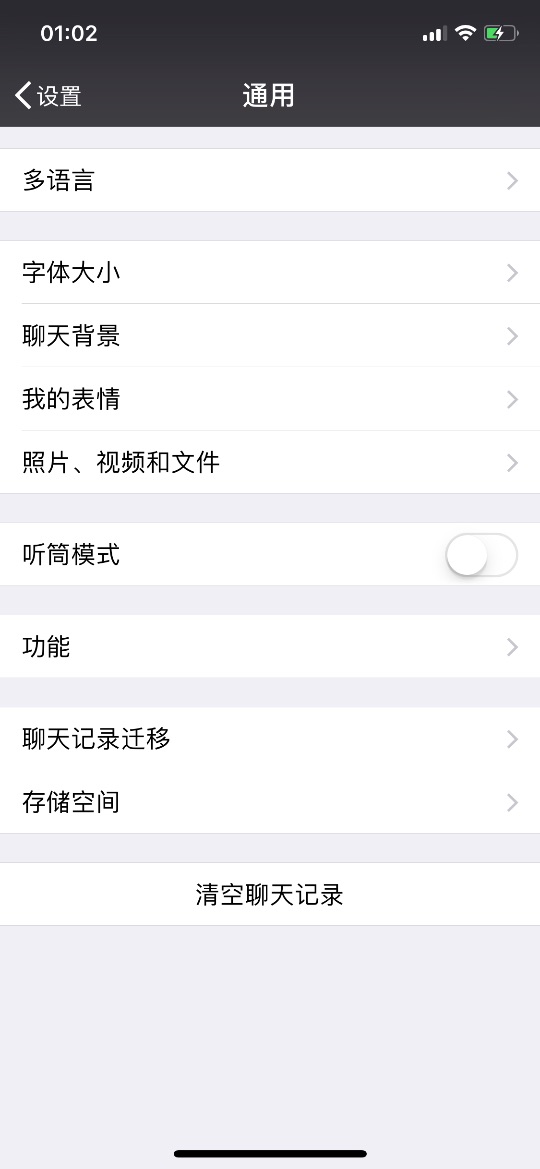 01:02
设置
通用
多语言
字体大小
聊天背景
我的表情
照片、视频和文件
听筒模式
功能
聊天记录迁移
存储空间
清空聊天记录